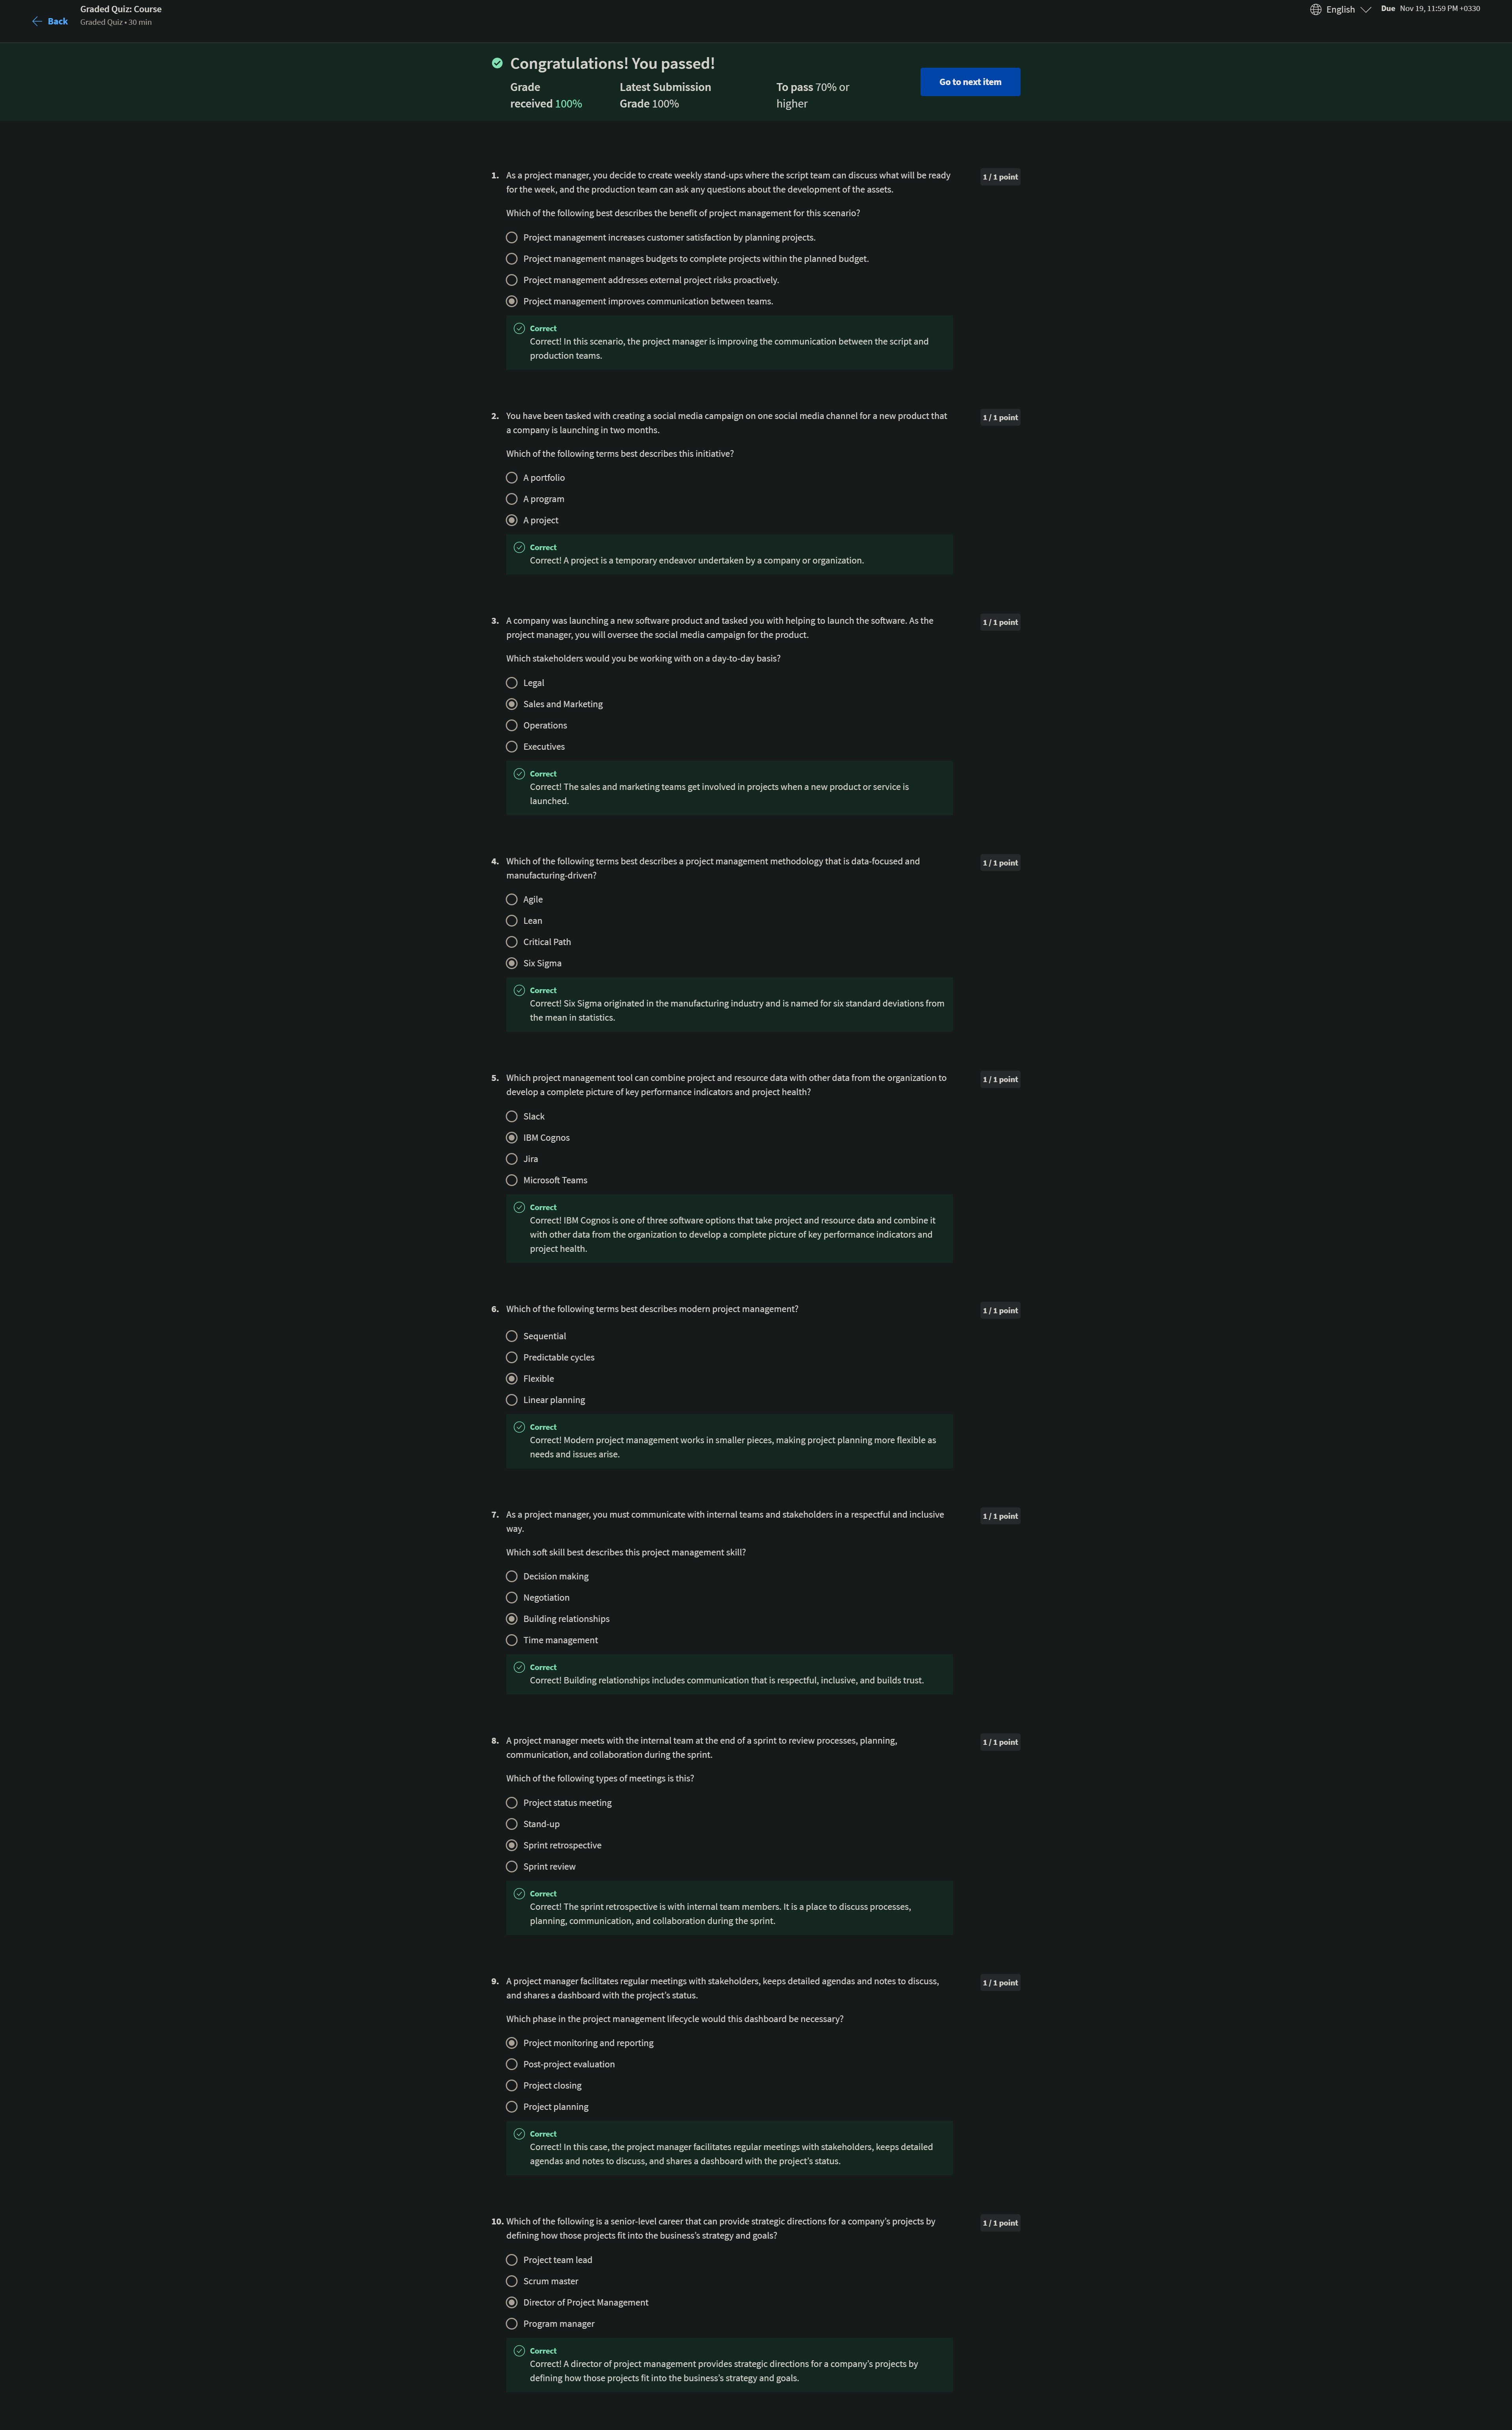 Back
Graded Quiz: Course
Graded Quiz • 30 min
English
Due Nov 19, 11:59 PM +0330
Congratulations! You passed!
Grade received 100%
Latest Submission Grade 100%
To pass 70% or higher
Go to next item
1. As a project manager, you decide to create weekly stand-ups where the script team can discuss what will be ready
for the week, and the production team can ask any questions about the development of the assets.
1 / 1 point
Which of the following best describes the benefit of project management for this scenario?
Project management increases customer satisfaction by planning projects.
Project management manages budgets to complete projects within the planned budget.
Project management addresses external project risks proactively.
Project management improves communication between teams.
Correct
Correct! In this scenario, the project manager is improving the communication between the script and
production teams.
2. You have been tasked with creating a social media campaign on one social media channel for a new product that
a company is launching in two months.
1 / 1 point
Which of the following terms best describes this initiative?
A portfolio
A program
A project
Correct
Correct! A project is a temporary endeavor undertaken by a company or organization.
3. A company was launching a new software product and tasked you with helping to launch the software. As the
project manager, you will oversee the social media campaign for the product.
1 / 1 point
Which stakeholders would you be working with on a day-to-day basis?
Legal
Sales and Marketing
Operations
Executives
Correct
Correct! The sales and marketing teams get involved in projects when a new product or service is
launched.
4. Which of the following terms best describes a project management methodology that is data-focused and
manufacturing-driven?
1 / 1 point
Agile
Lean
Critical Path
Six Sigma
Correct
Correct! Six Sigma originated in the manufacturing industry and is named for six standard deviations from
the mean in statistics.
5. Which project management tool can combine project and resource data with other data from the organization to
develop a complete picture of key performance indicators and project health?
1 / 1 point
Slack
IBM Cognos
Jira
Microsoft Teams
Correct
Correct! IBM Cognos is one of three software options that take project and resource data and combine it
with other data from the organization to develop a complete picture of key performance indicators and
project health.
6. Which of the following terms best describes modern project management?
1 / 1 point
Sequential
Predictable cycles
Flexible
Linear planning
Correct
Correct! Modern project management works in smaller pieces, making project planning more flexible as
needs and issues arise.
7. As a project manager, you must communicate with internal teams and stakeholders in a respectful and inclusive
way.
1 / 1 point
Which soft skill best describes this project management skill?
Decision making
Negotiation
Building relationships
Time management
Correct
Correct! Building relationships includes communication that is respectful, inclusive, and builds trust.
8. A project manager meets with the internal team at the end of a sprint to review processes, planning,
communication, and collaboration during the sprint.
1 / 1 point
Which of the following types of meetings is this?
Project status meeting
Stand-up
Sprint retrospective
Sprint review
Correct
Correct! The sprint retrospective is with internal team members. It is a place to discuss processes,
planning, communication, and collaboration during the sprint.
9. A project manager facilitates regular meetings with stakeholders, keeps detailed agendas and notes to discuss,
and shares a dashboard with the project's status.
1 / 1 point
Which phase in the project management lifecycle would this dashboard be necessary?
Project monitoring and reporting
Post-project evaluation
Project closing
Project planning
Correct
Correct! In this case, the project manager facilitates regular meetings with stakeholders, keeps detailed
agendas and notes to discuss, and shares a dashboard with the project's status.
10. Which of the following is a senior-level career that can provide strategic directions for a company's projects by
defining how those projects fit into the business's strategy and goals?
1 / 1 point
Project team lead
Scrum master
Director of Project Management
Program manager
Correct
Correct! A director of project management provides strategic directions for a company's projects by
defining how those projects fit into the business's strategy and goals.